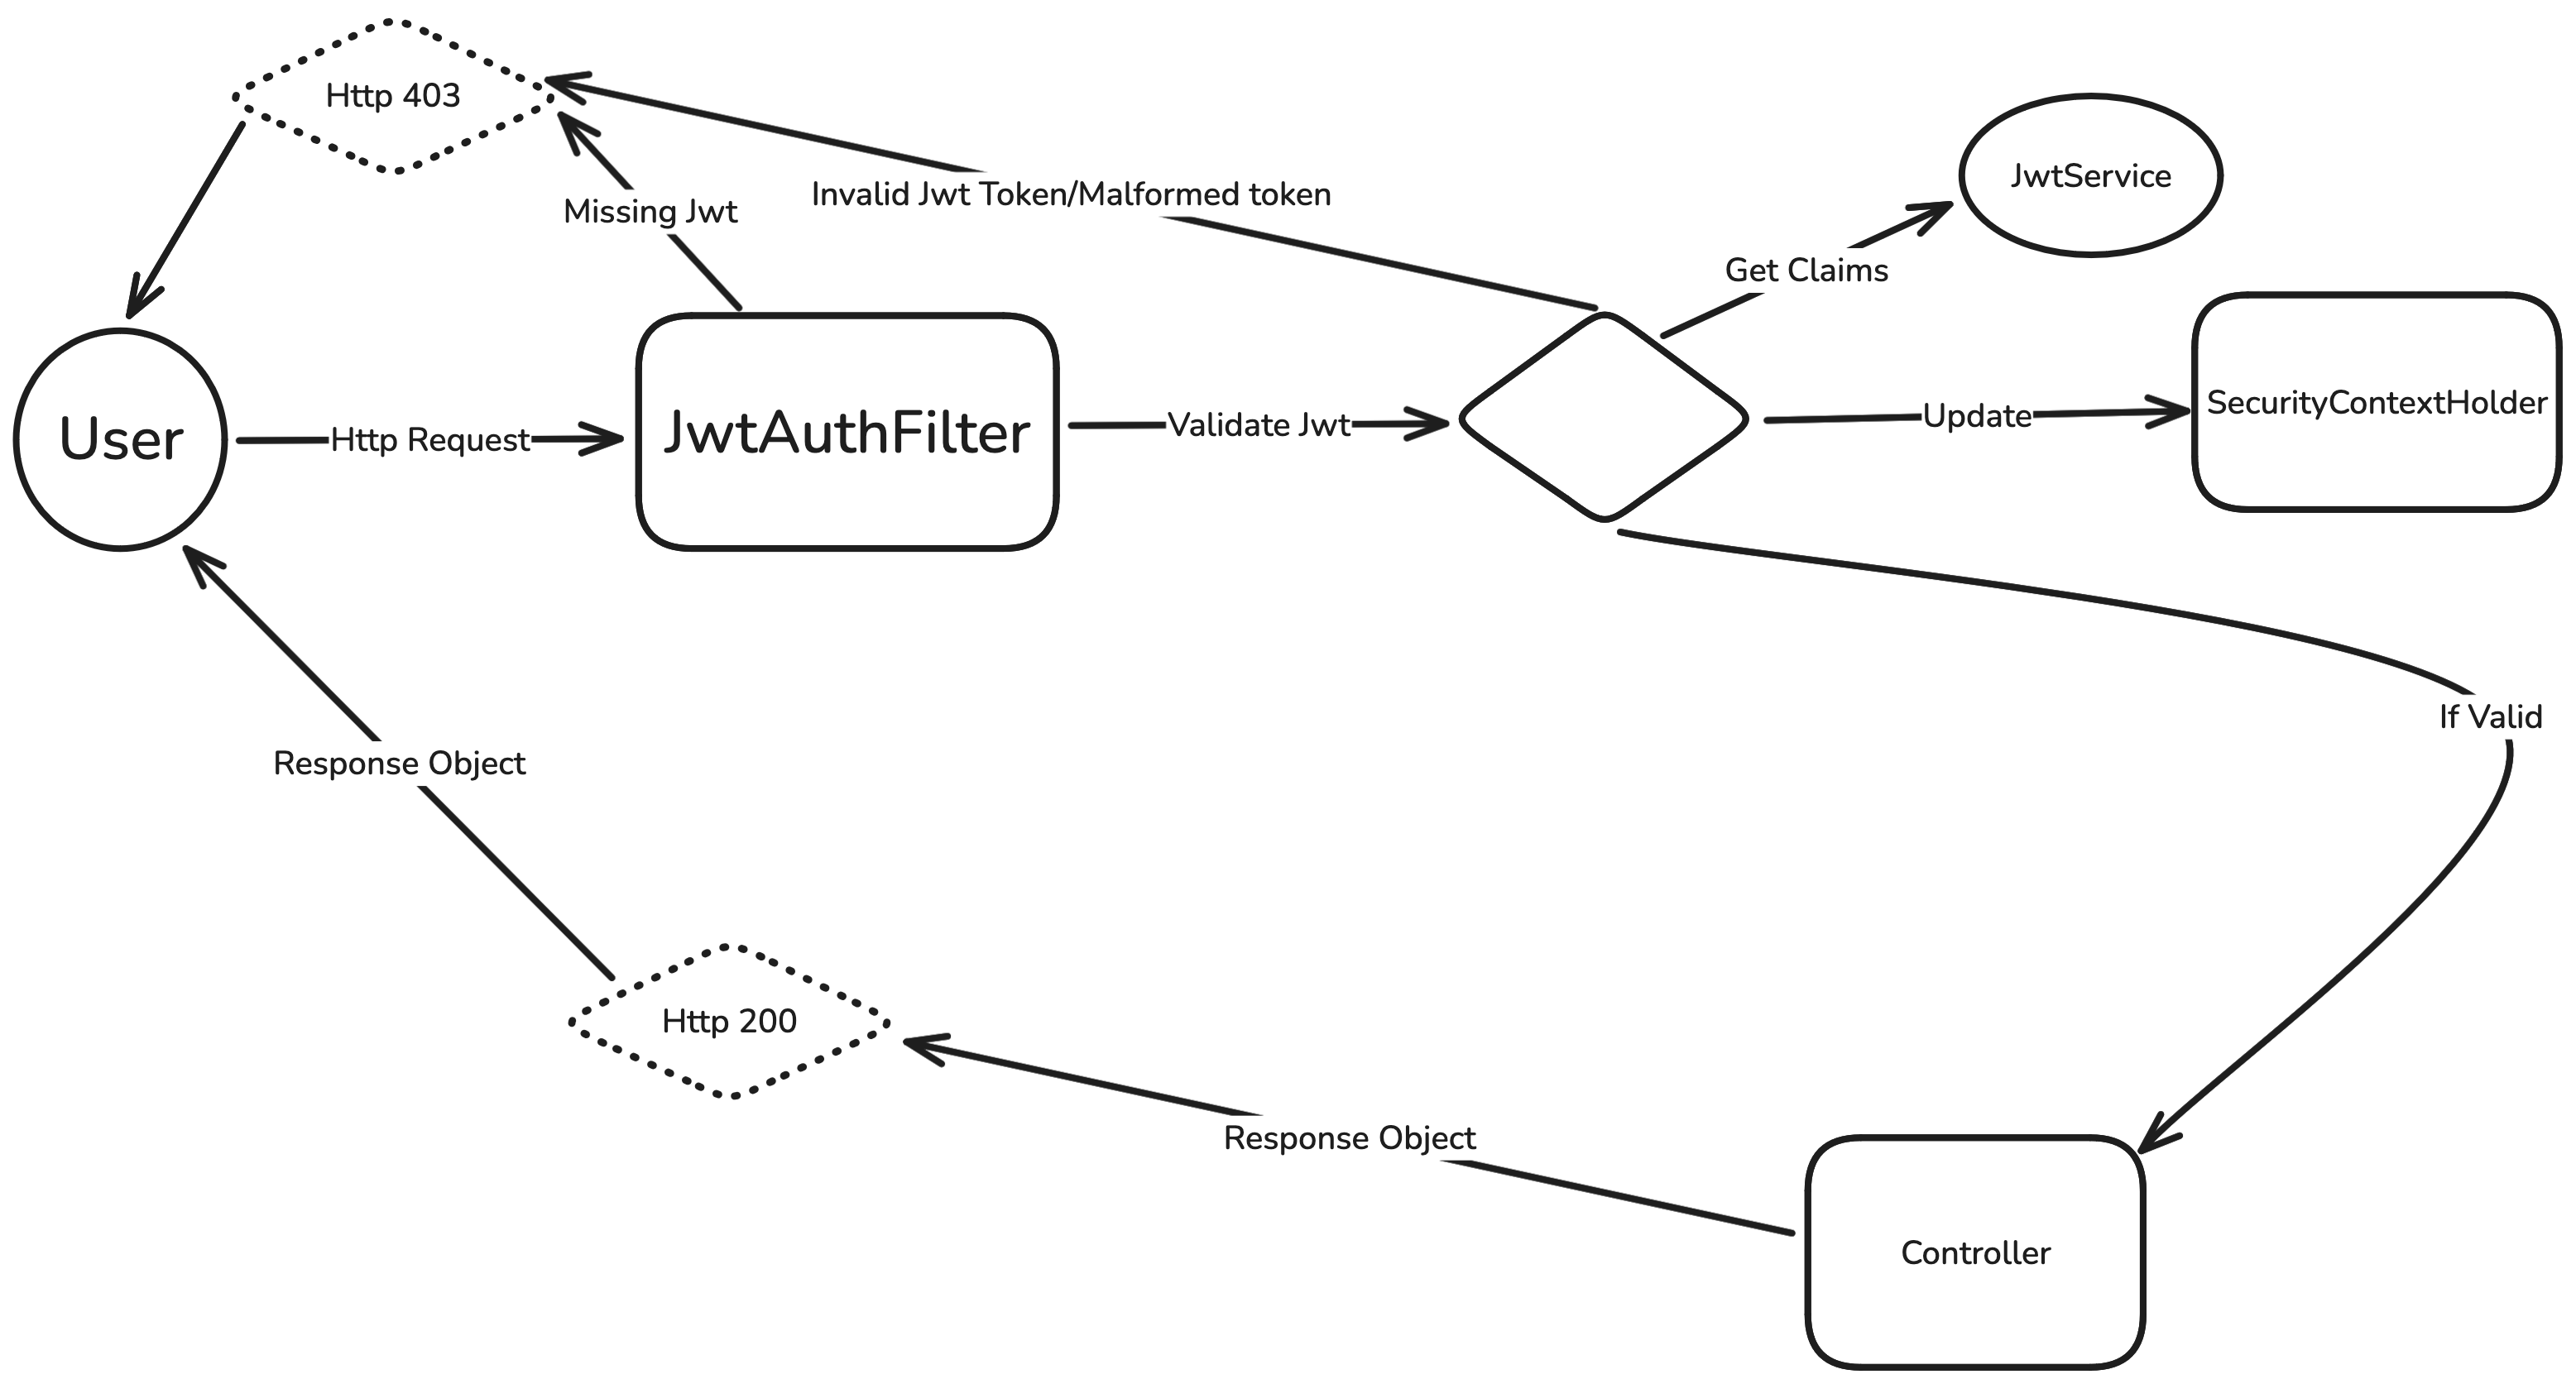 Http 403
Invalid Jwt Token/Malformed token
Missing Jwt
JwtService
Get Claims
User
Http Request
JwtAuthFilter
Validate Jwt
Update
SecurityContextHolder
If Valid
Response Object
Http 200
Response Object
Controller